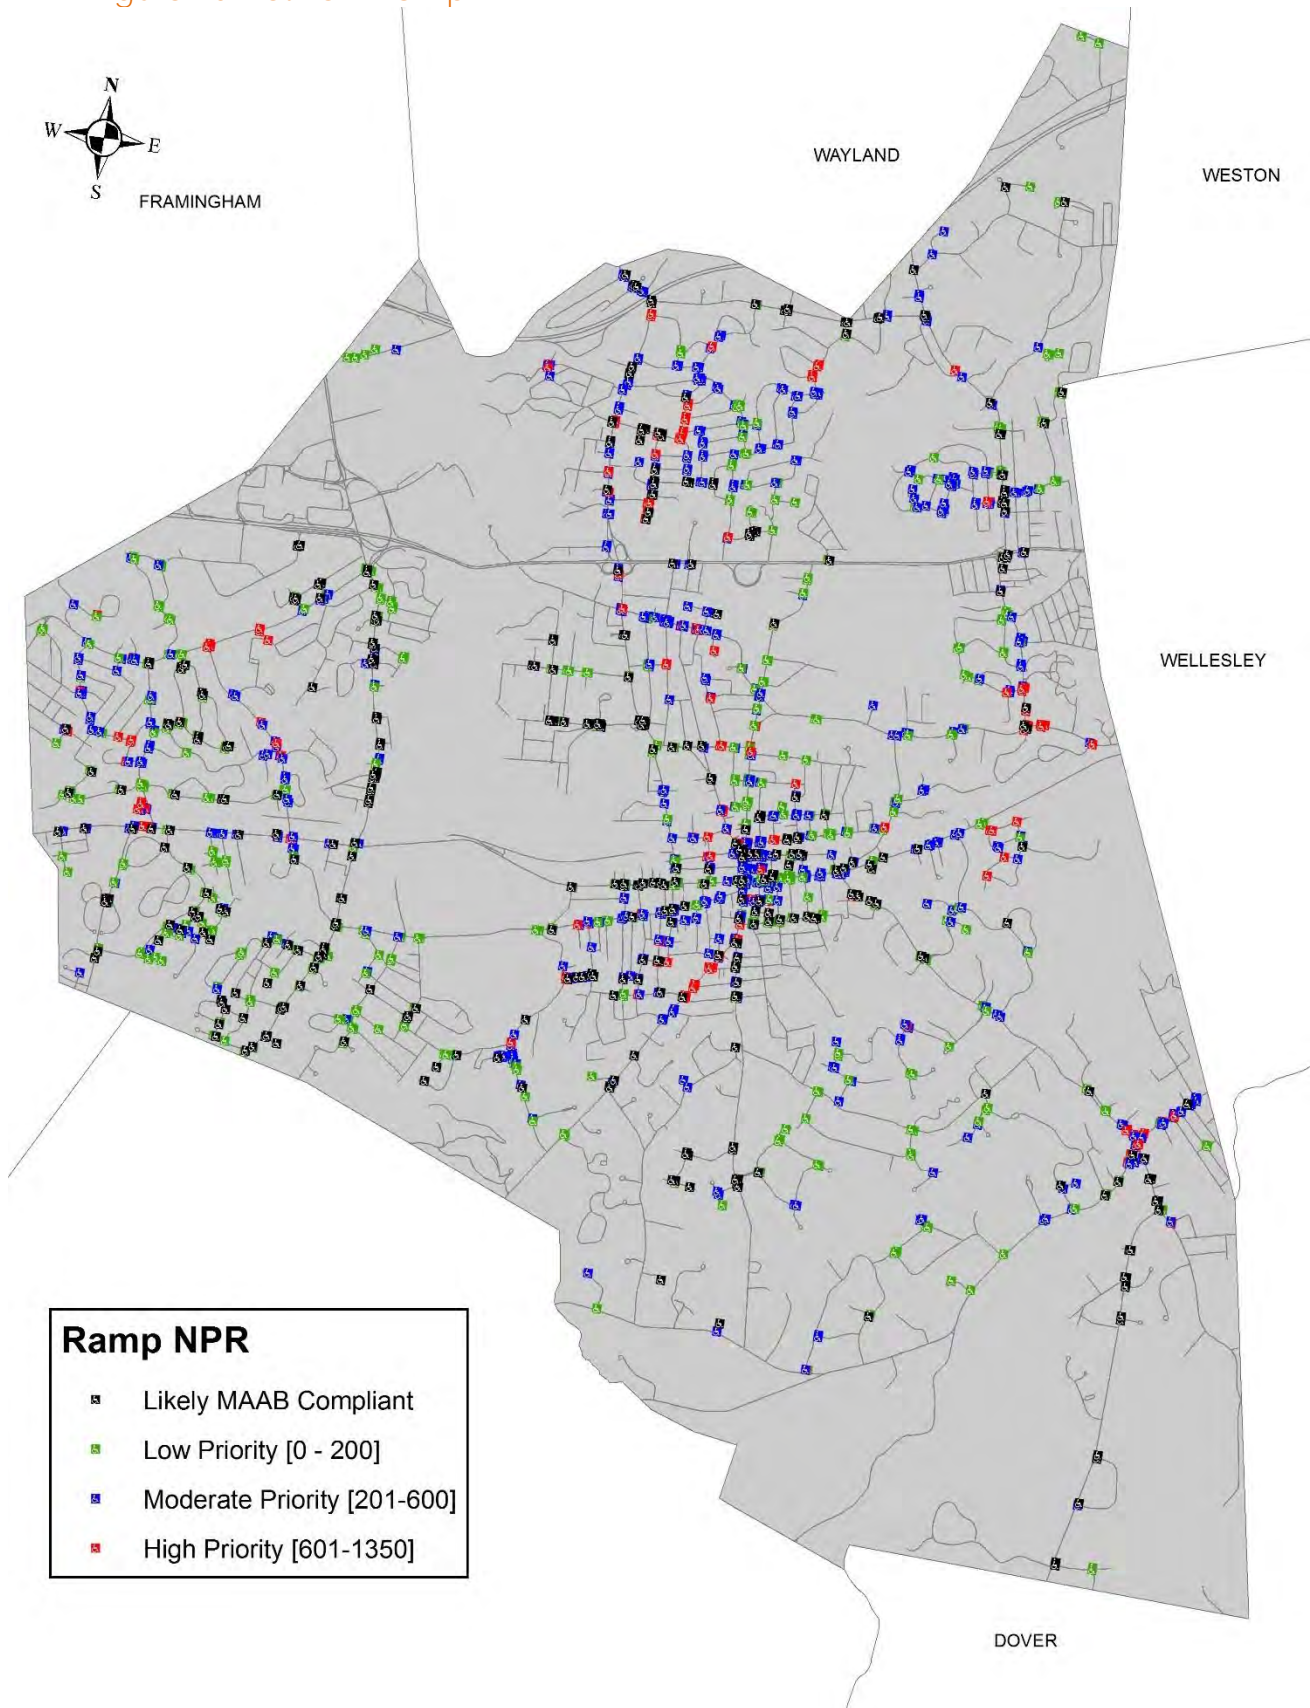 N
W E
S
FRAMINGHAM
WAYLAND
WESTON
WELLESLEY
Ramp NPR
Likely MAAB Compliant
Low Priority [0 - 200]
Moderate Priority [201-600]
High Priority [601-1350]
DOVER